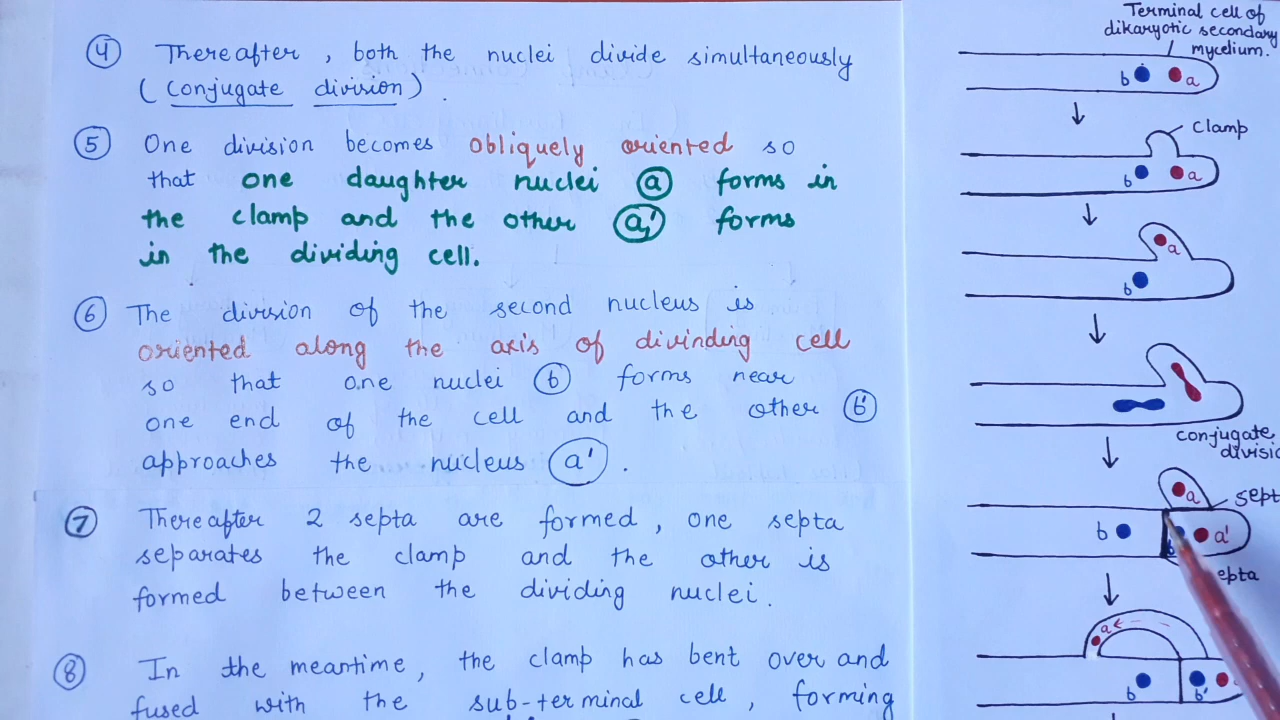 ④ Thereafter, both the nuclei divide simultaneously
(Conjugate division).
⑤ One division becomes obliquely oriented so
that one daughter nuclei ⓐ forms in
the clamp and the other (a') forms
in the dividing cell.
⑥ The division of the second nucleus is
oriented along the axis of divinding cell
so that one nuclei ⓑ forms near
one end of the cell and the other (b')
approaches the nucleus (a').
⑦ Thereafter 2 septa are formed, one septa
separates the clamp and the other is
formed between the dividing nuclei.
⑧ In the meantime, the clamp has bent over and
fused with the sub-terminal cell, forming
Terminal cell of
dikaryotic secondary
mycelium.
b a
clamp
b a
a
b
conjugate
divisi
a sept
b a'
b
epta
a
b b'